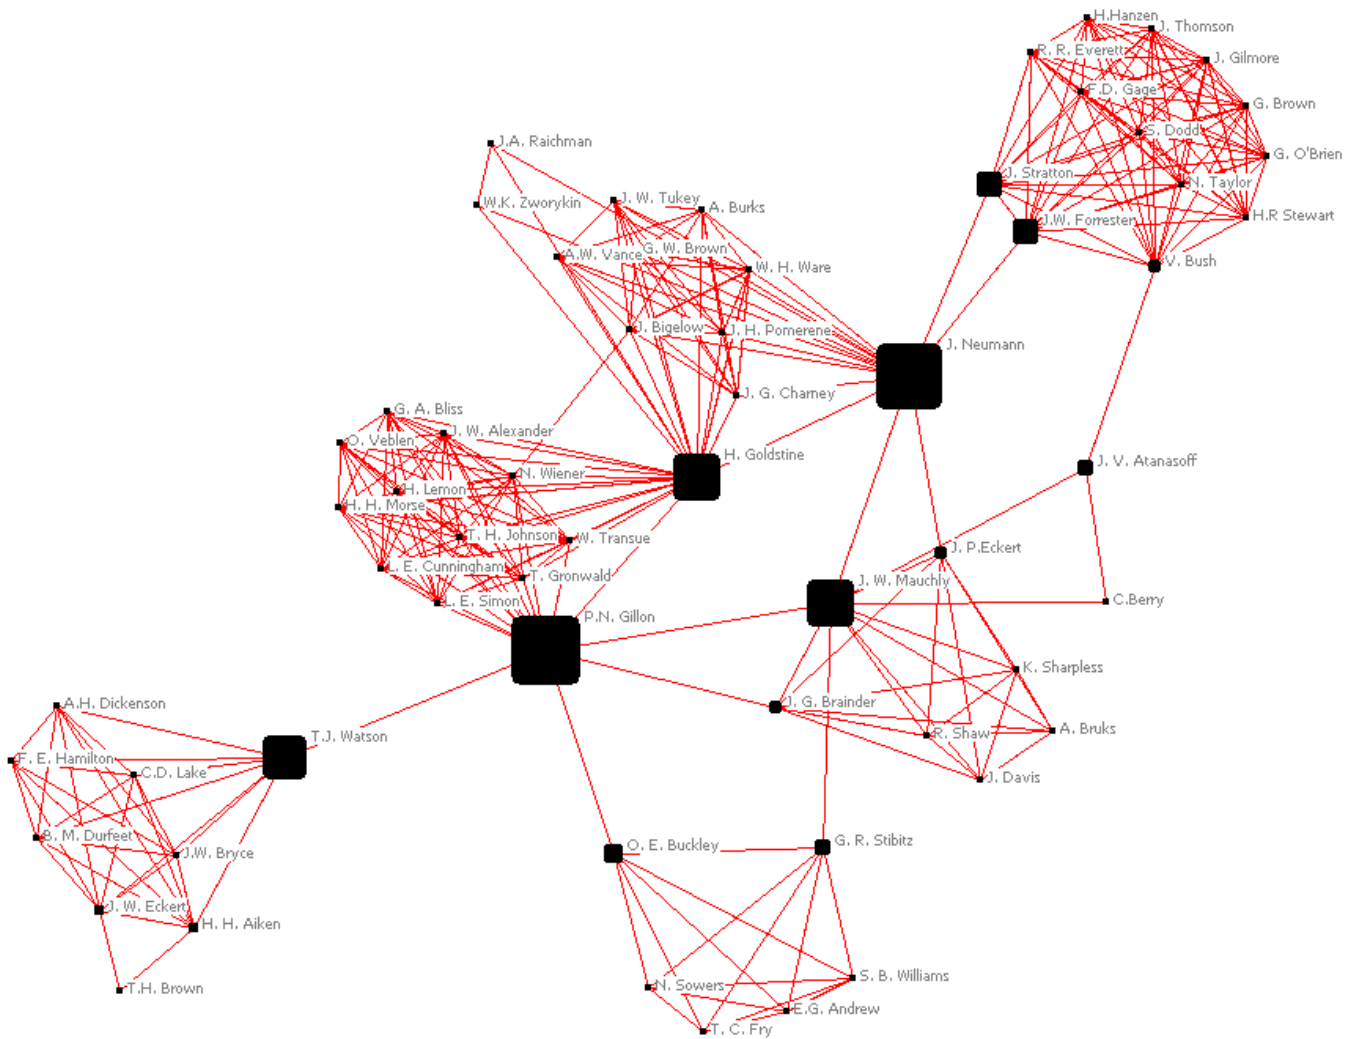 H.Hanzen
J. Thomson
R. R. Everett
J. Gilmore
F.D. Gage
G. Brown
S. Dodd
J.A. Raichman
G. O'Brien
J. Stratton
N. Taylor
J. W. Tukey
W.K. Zworykin
A. Burks
H.R Stewart
J.W. Forrester
G. W. Brown
A.W. Vance
V. Bush
W. H. Ware
J. Bigelow
J. H. Pomerene
J. Neumann
J. G. Charney
G. A. Bliss
J. W. Alexander
O. Veblen
H. Goldstine
J. V. Atanasoff
N. Wiener
H. Lemon
H. H. Morse
T. H. Johnson
W. Transue
J. P.Eckert
L. E. Cunningham
T. Gronwald
J. W. Mauchly
L. E. Simon
C.Berry
P.N. Gillon
K. Sharpless
A.H. Dickenson
J. G. Brainder
A. Bruks
R. Shaw
T.J. Watson
F. E. Hamilton
C.D. Lake
J. Davis
B. M. Durfeet
G. R. Stibitz
O. E. Buckley
J.W. Bryce
J. W. Eckert
H. H. Aiken
S. B. Williams
N. Sowers
T.H. Brown
E.G. Andrew
T. C. Fry